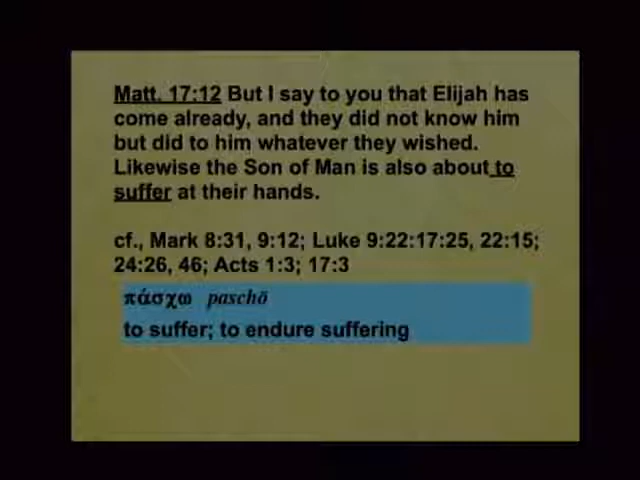 Matt. 17:12 But I say to you that Elijah has
come already, and they did not know him
but did to him whatever they wished.
Likewise the Son of Man is also about to
suffer at their hands.
cf., Mark 8:31, 9:12; Luke 9:22:17:25, 22:15;
24:26, 46; Acts 1:3; 17:3
πάσχω paschō
to suffer; to endure suffering